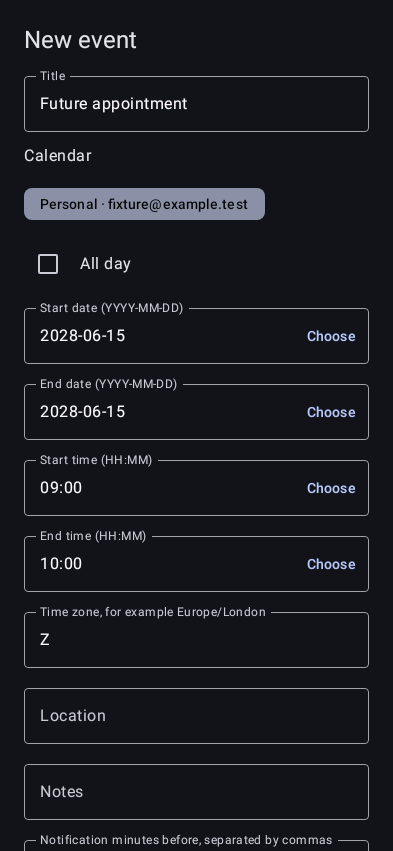 New event
Title
Future appointment
Calendar
Personal · fixture@example.test
All day
Start date (YYYY-MM-DD)
2028-06-15 Choose
End date (YYYY-MM-DD)
2028-06-15 Choose
Start time (HH:MM)
09:00 Choose
End time (HH:MM)
10:00 Choose
Time zone, for example Europe/London
Z
Location
Notes
Notification minutes before, separated by commas